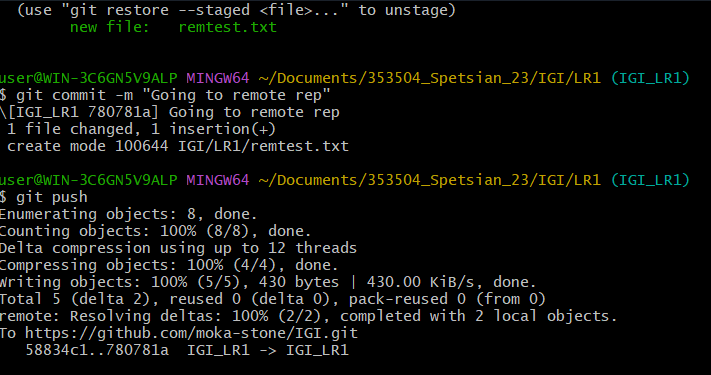 (use "git restore --staged <file>..." to unstage)
new file:   remtest.txt
user@WIN-3C6GN5V9ALP MINGW64 ~/Documents/353504_Spetsian_23/IGI/LR1 (IGI_LR1)
$ git commit -m "Going to remote rep"
\[IGI_LR1 780781a] Going to remote rep
1 file changed, 1 insertion(+)
create mode 100644 IGI/LR1/remtest.txt
user@WIN-3C6GN5V9ALP MINGW64 ~/Documents/353504_Spetsian_23/IGI/LR1 (IGI_LR1)
$ git push
Enumerating objects: 8, done.
Counting objects: 100% (8/8), done.
Delta compression using up to 12 threads
Compressing objects: 100% (4/4), done.
Writing objects: 100% (5/5), 430 bytes | 430.00 KiB/s, done.
Total 5 (delta 2), reused 0 (delta 0), pack-reused 0 (from 0)
remote: Resolving deltas: 100% (2/2), completed with 2 local objects.
To https://github.com/moka-stone/IGI.git
58834c1..780781a  IGI_LR1 -> IGI_LR1